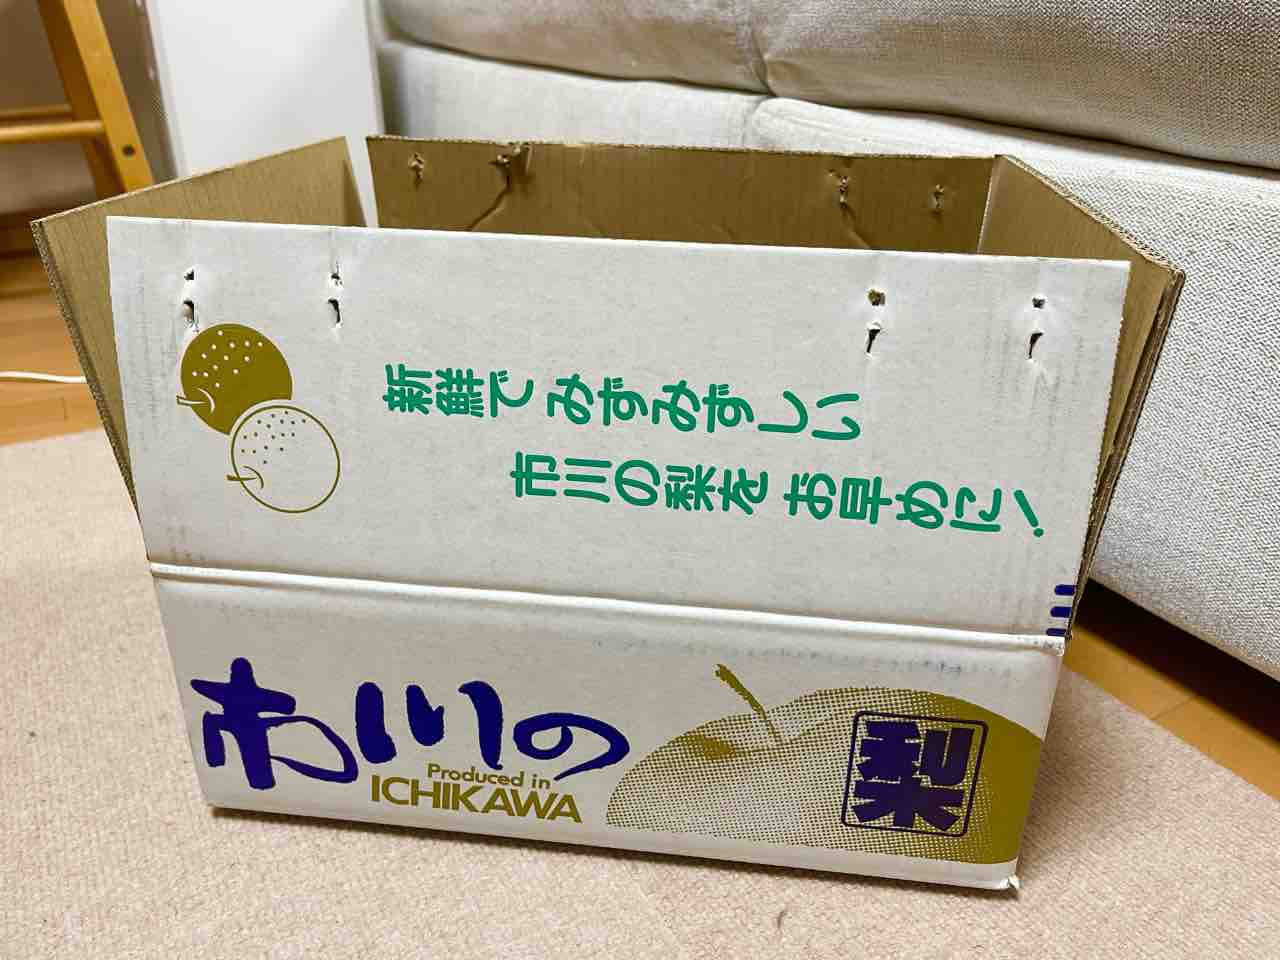 新鮮で みずみずしい
市川の梨を お早めに!
市川の
Produced in
ICHIKAWA
梨